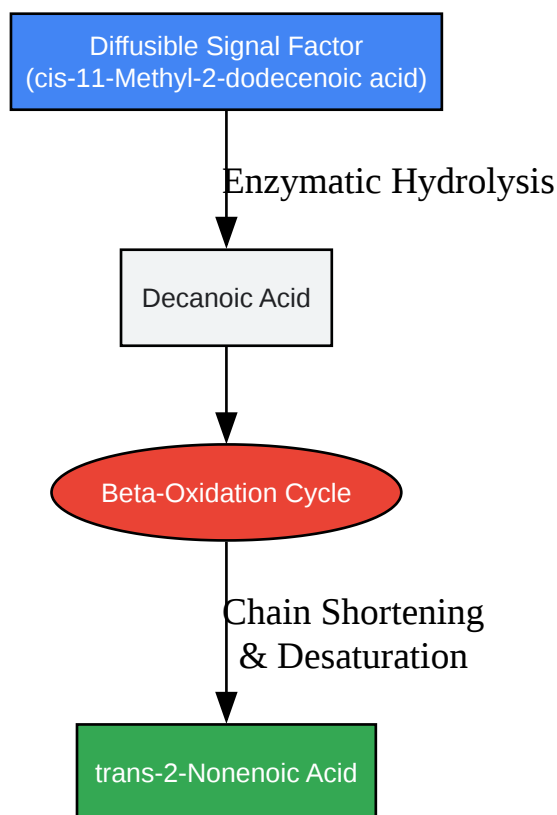 Diffusible Signal Factor
(cis-11-Methyl-2-dodecenoic acid)
Enzymatic Hydrolysis
Decanoic Acid
Beta-Oxidation Cycle
Chain Shortening
& Desaturation
trans-2-Nonenoic Acid